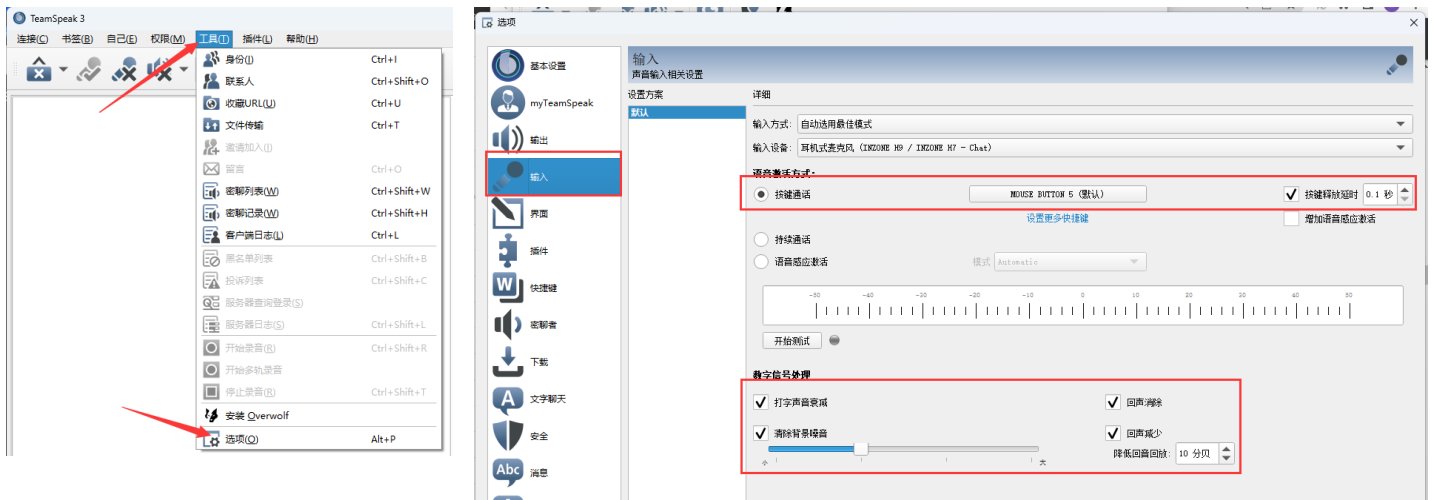 TeamSpeak 3
连接(C) 书签(B) 自己(E) 权限(M) 工具(T) 插件(L) 帮助(H)
身份(I) Ctrl+I
联系人 Ctrl+Shift+O
收藏URL(U) Ctrl+U
文件传输 Ctrl+T
邀请加入(I)
留言 Ctrl+O
密聊列表(W) Ctrl+Shift+W
密聊记录(W) Ctrl+Shift+H
客户端日志(L) Ctrl+L
黑名单列表 Ctrl+Shift+B
投诉列表 Ctrl+Shift+C
服务器查询登录(S)
服务器日志(S) Ctrl+Shift+L
开始录音(R) Ctrl+Shift+R
开始多轨录音
停止录音(R) Ctrl+Shift+T
安装 Overwolf
选项(O) Alt+P
选项
基本设置
myTeamSpeak
输出
输入
界面
插件
快捷键
密聊者
下载
文字聊天
安全
消息
输入
声音输入相关设置
设置方案
默认
详细
输入方式: 自动选用最佳模式
输入设备: 耳机式麦克风 (INZONE H9 / INZONE H7 - Chat)
语音激活方式:
按键通话 MOUSE BUTTON 5 (默认) 按键释放延时 0.1 秒
设置更多快捷键 增加语音感应激活
持续通话
语音感应激活 模式 Automatic
-50 -40 -30 -20 -10 0 10 20 30 40 50
开始测试
数字信号处理
打字声音衰减 回声消除
清除背景噪音 回声减少
小 大 降低回音回放: 10 分贝